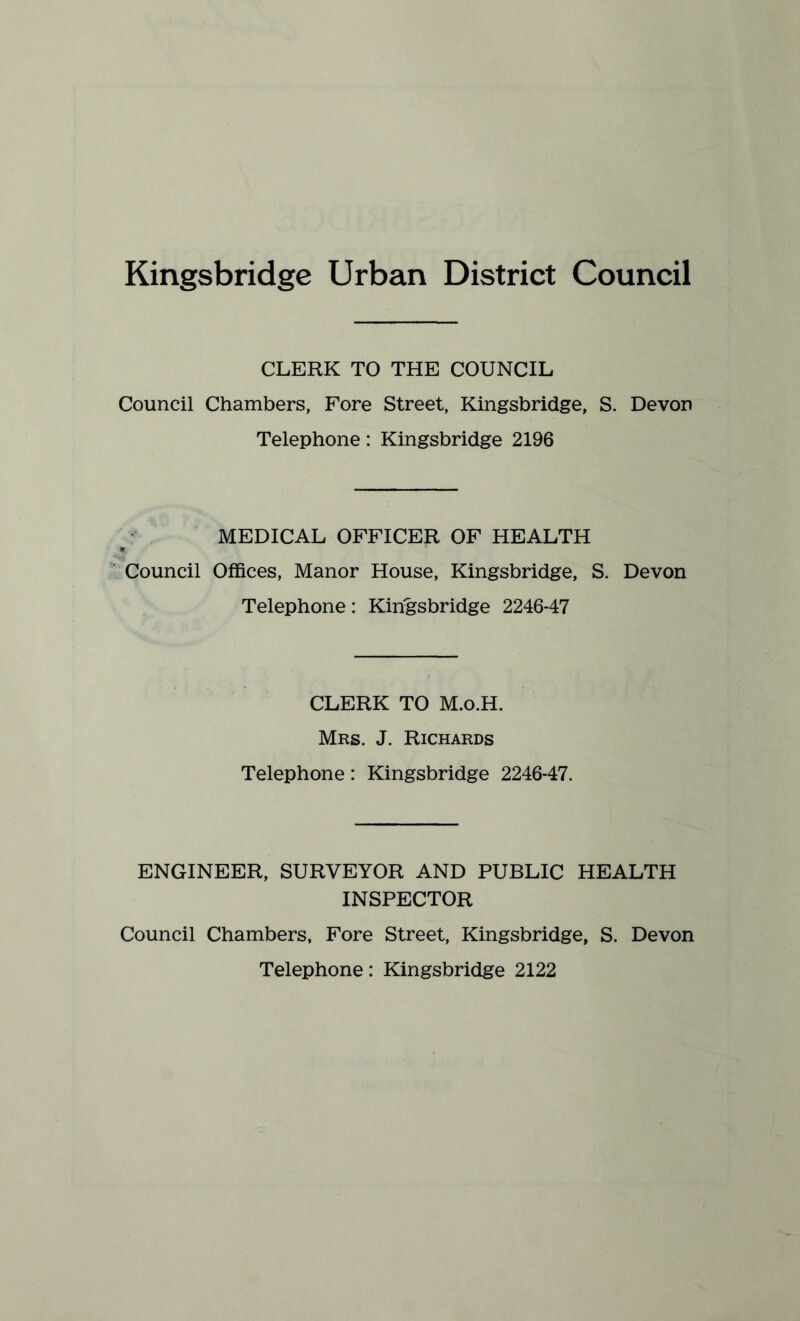 Kingsbridge Urban District Council
CLERK TO THE COUNCIL
Council Chambers, Fore Street, Kingsbridge, S. Devon
Telephone : Kingsbridge 2196
MEDICAL OFFICER OF HEALTH
Council Offices, Manor House, Kingsbridge, S. Devon
Telephone : Kingsbridge 2246-47
CLERK TO M.o.H.
MRS. J. RICHARDS
Telephone : Kingsbridge 2246-47.
ENGINEER, SURVEYOR AND PUBLIC HEALTH
INSPECTOR
Council Chambers, Fore Street, Kingsbridge, S. Devon
Telephone : Kingsbridge 2122